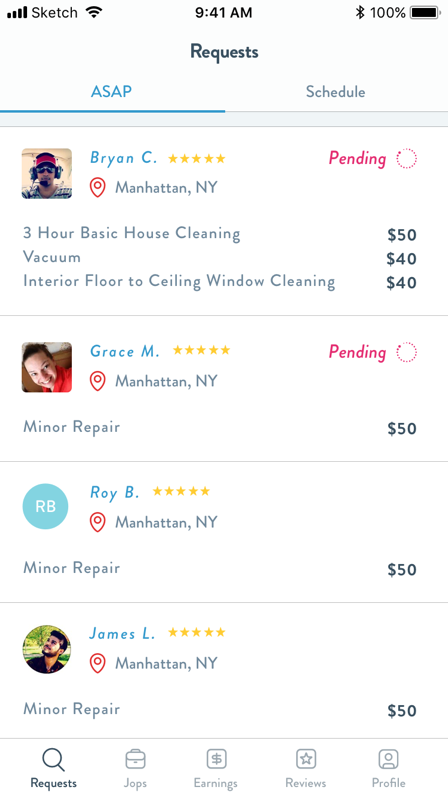 Sketch 9:41 AM 100%
Requests
ASAP Schedule
Bryan C. Pending
Manhattan, NY
3 Hour Basic House Cleaning $50
Vacuum $40
Interior Floor to Ceiling Window Cleaning $40
Grace M. Pending
Manhattan, NY
Minor Repair $50
RB Roy B.
Manhattan, NY
Minor Repair $50
James L.
Manhattan, NY
Minor Repair $50
Requests Jops Earnings Reviews Profile